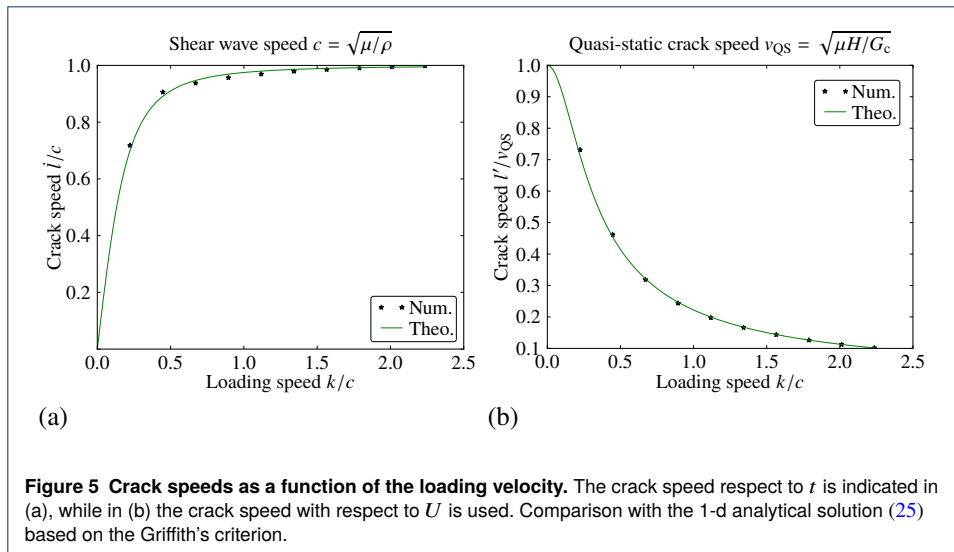 Shear wave speed c = √μ/ρ
1.0
0.8
0.6
0.4
0.2
0.0 0.5 1.0 1.5 2.0 2.5
Crack speed l̇/c
Loading speed k/c
Num.
Theo.
(a)
Quasi-static crack speed v_QS = √μH/G_c
1.0
0.9
0.8
0.7
0.6
0.5
0.4
0.3
0.2
0.1
0.0 0.5 1.0 1.5 2.0 2.5
Crack speed l′/v_QS
Loading speed k/c
Num.
Theo.
(b)
Figure 5 Crack speeds as a function of the loading velocity. The crack speed respect to t is indicated in
(a), while in (b) the crack speed with respect to U is used. Comparison with the 1-d analytical solution (25)
based on the Griffith's criterion.